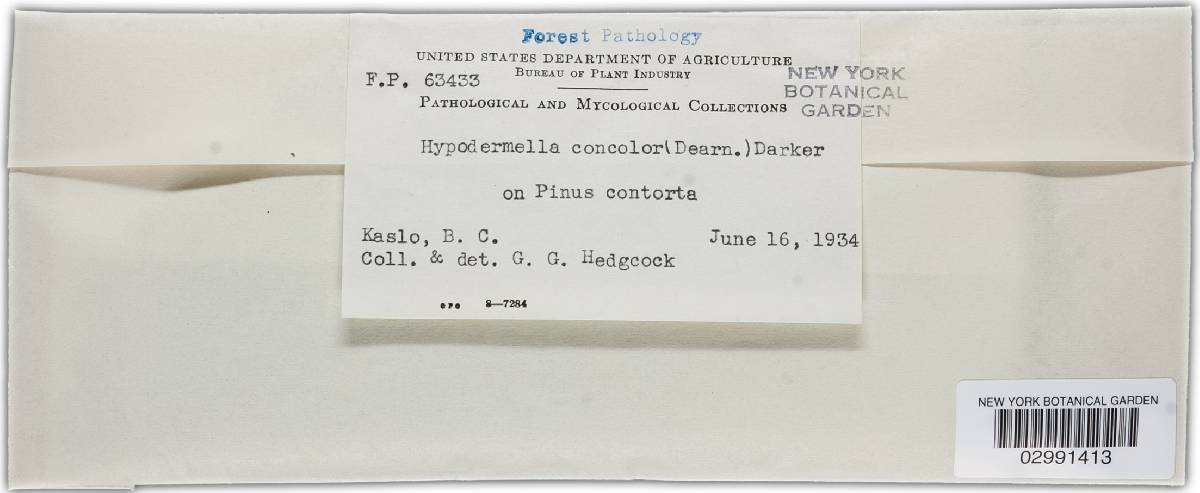 Forest Pathology
UNITED STATES DEPARTMENT OF AGRICULTURE
BUREAU OF PLANT INDUSTRY
F.P. 63433
PATHOLOGICAL AND MYCOLOGICAL COLLECTIONS
NEW YORK
BOTANICAL
GARDEN
Hypodermella concolor(Dearn.)Darker
on Pinus contorta
Kaslo, B. C. June 16, 1934
Coll. & det. G. G. Hedgcock
GPO 8—7284
NEW YORK BOTANICAL GARDEN
02991413